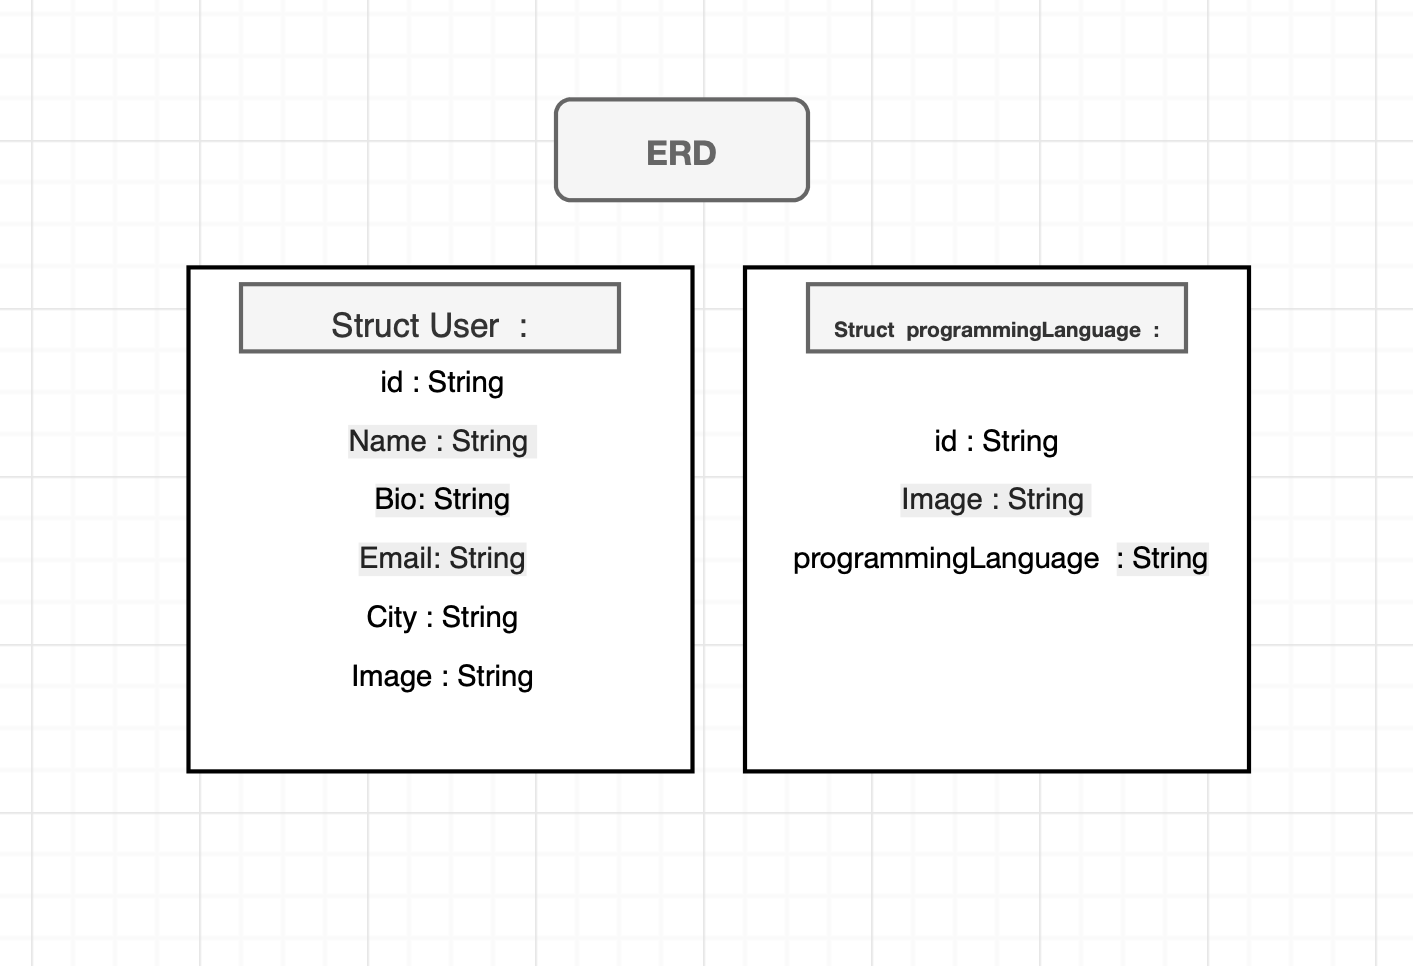 ERD
Struct User :
id : String
Name : String
Bio: String
Email: String
City : String
Image : String
Struct programmingLanguage :
id : String
Image : String
programmingLanguage : String